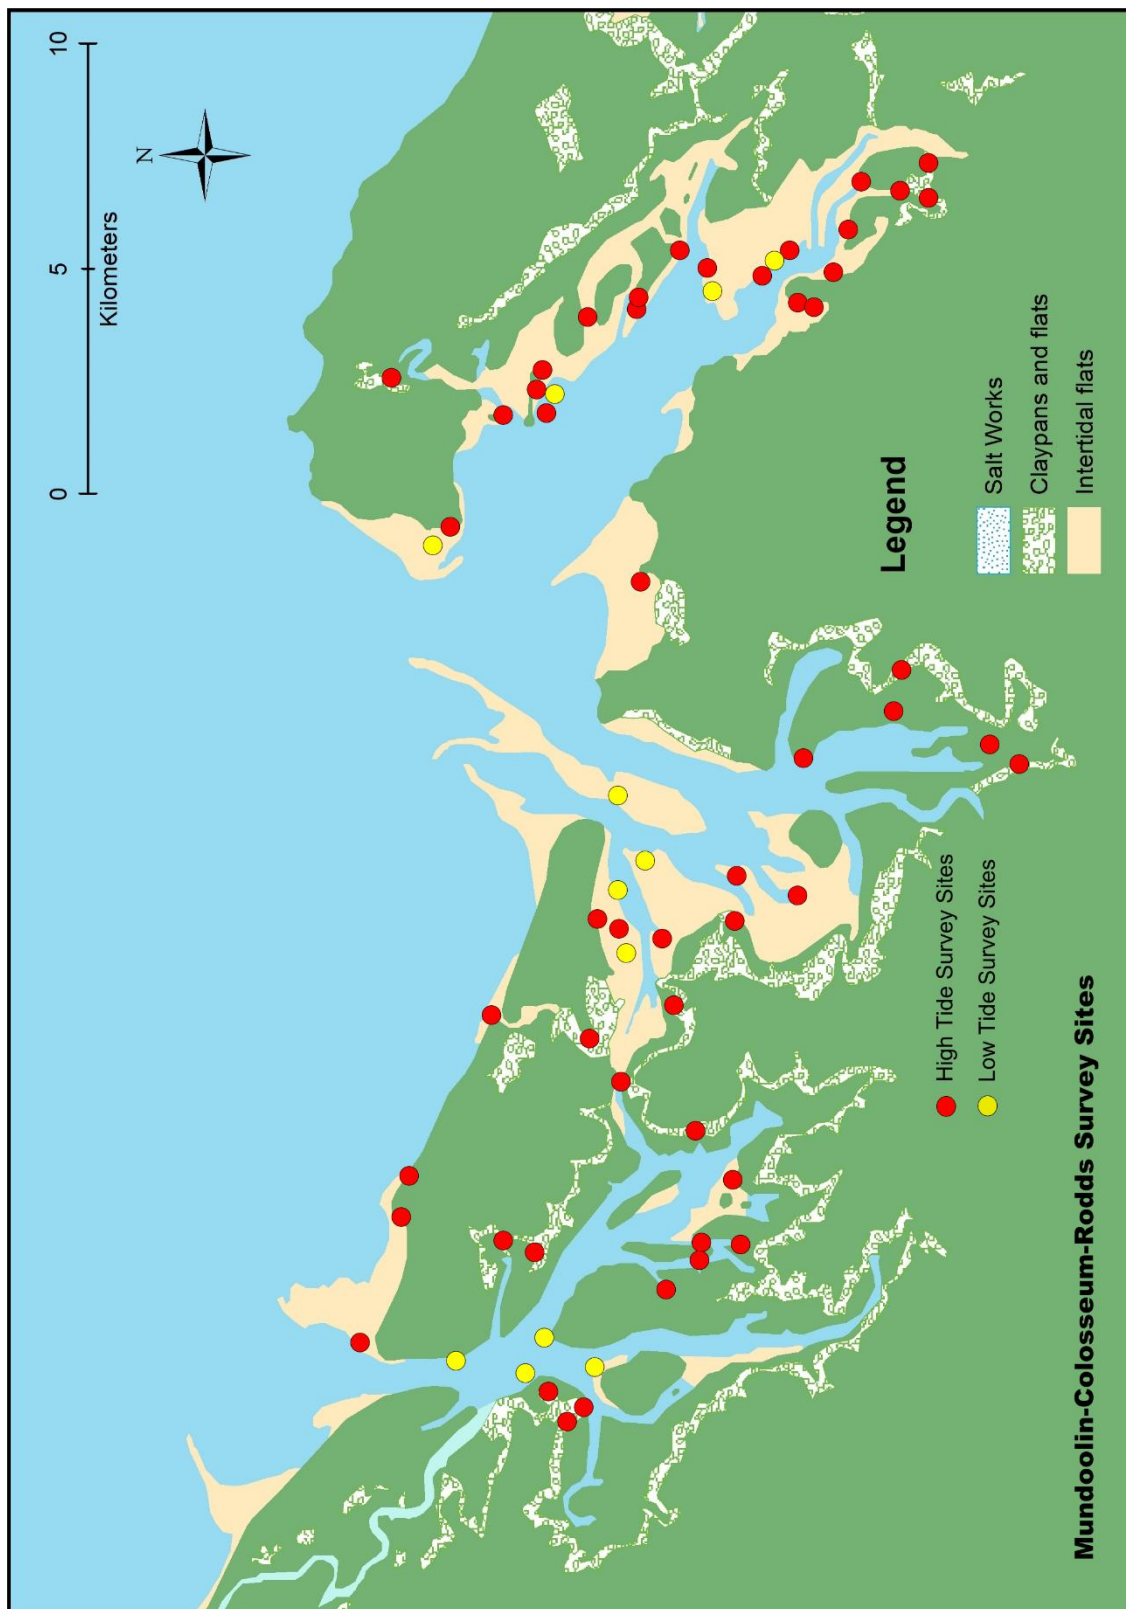 N
0 5 10
Kilometers
Legend
Salt Works
Claypans and flats
Intertidal flats
High Tide Survey Sites
Low Tide Survey Sites
Mundoolin-Colosseum-Rodds Survey Sites